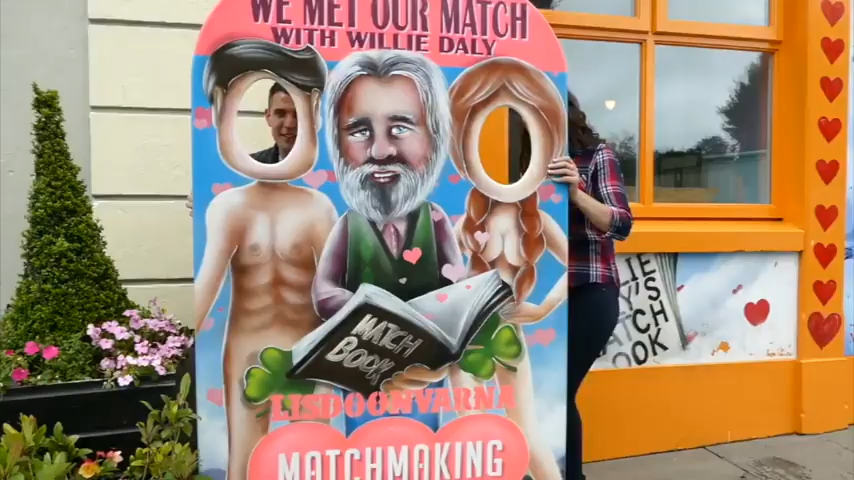 WE MET OUR MATCH
WITH WILLIE DALY
MATCH
BOOK
LISDOONVARNA
MATCHMAKING